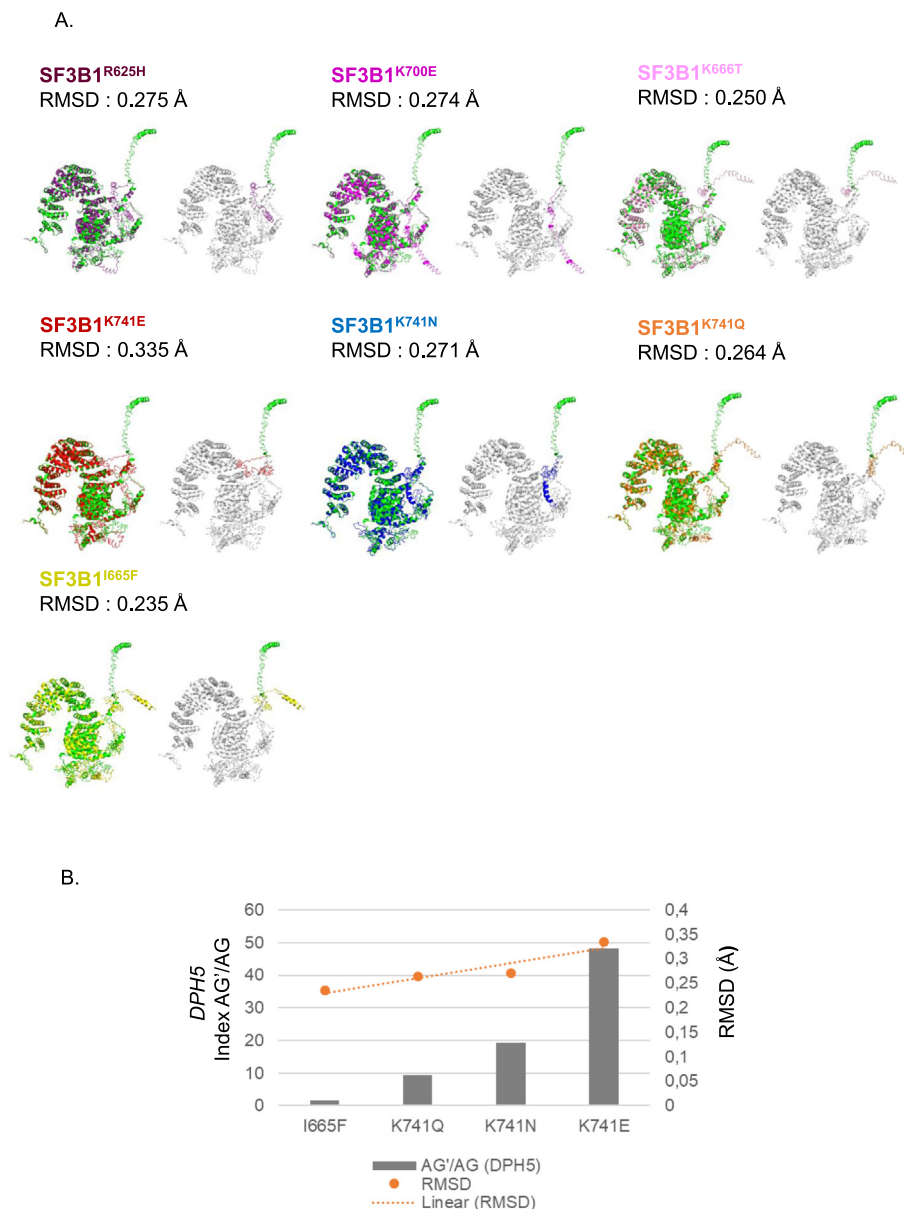 A.
SF3B1R625H
RMSD : 0.275 Å
SF3B1K700E
RMSD : 0.274 Å
SF3B1K666T
RMSD : 0.250 Å
SF3B1K741E
RMSD : 0.335 Å
SF3B1K741N
RMSD : 0.271 Å
SF3B1K741Q
RMSD : 0.264 Å
SF3B1I665F
RMSD : 0.235 Å
B.
DPH5
Index AG'/AG
60
50
40
30
20
10
0
0,4
0,35
0,3
0,25
0,2
0,15
0,1
0,05
0
RMSD (Å)
I665F
K741Q
K741N
K741E
AG'/AG (DPH5)
RMSD
Linear (RMSD)